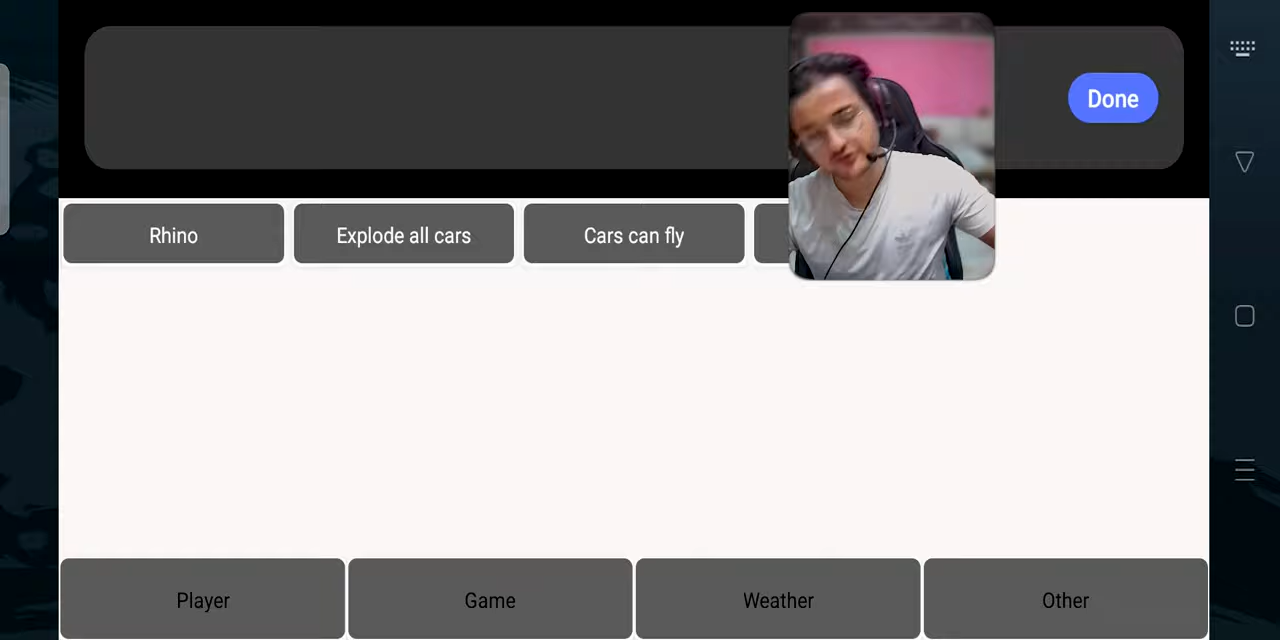 Done
Rhino
Explode all cars
Cars can fly
Player
Game
Weather
Other